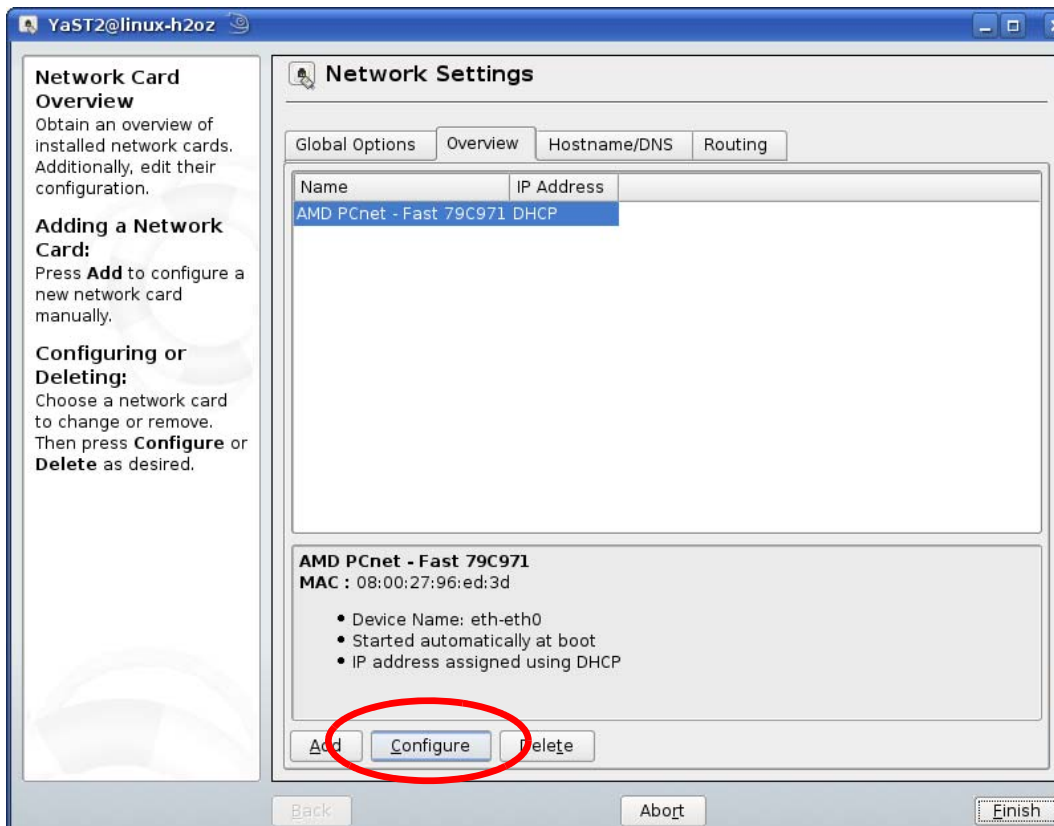 YaST2@linux-h2oz
Network Card
Overview
Obtain an overview of
installed network cards.
Additionally, edit their
configuration.
Adding a Network
Card:
Press Add to configure a
new network card
manually.
Configuring or
Deleting:
Choose a network card
to change or remove.
Then press Configure or
Delete as desired.
Network Settings
Global Options Overview Hostname/DNS Routing
Name IP Address
AMD PCnet - Fast 79C971 DHCP
AMD PCnet - Fast 79C971
MAC : 08:00:27:96:ed:3d
• Device Name: eth-eth0
• Started automatically at boot
• IP address assigned using DHCP
Add Configure Delete
Back Abort Finish